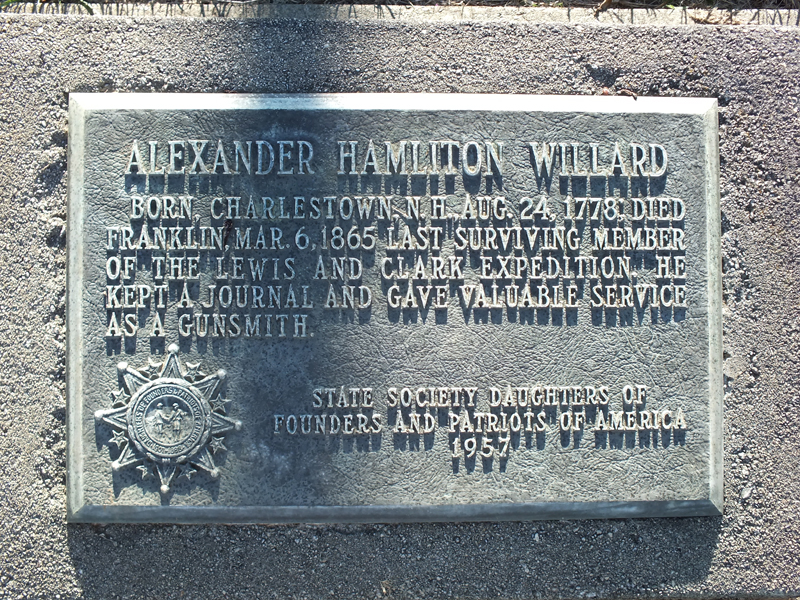 ALEXANDER HAMLITON WILLARD
BORN, CHARLESTOWN, N.H., AUG. 24, 1778; DIED
FRANKLIN, MAR. 6, 1865 LAST SURVIVING MEMBER
OF THE LEWIS AND CLARK EXPEDITION. HE
KEPT A JOURNAL AND GAVE VALUABLE SERVICE
AS A GUNSMITH.
STATE SOCIETY DAUGHTERS OF
FOUNDERS AND PATRIOTS OF AMERICA
1957